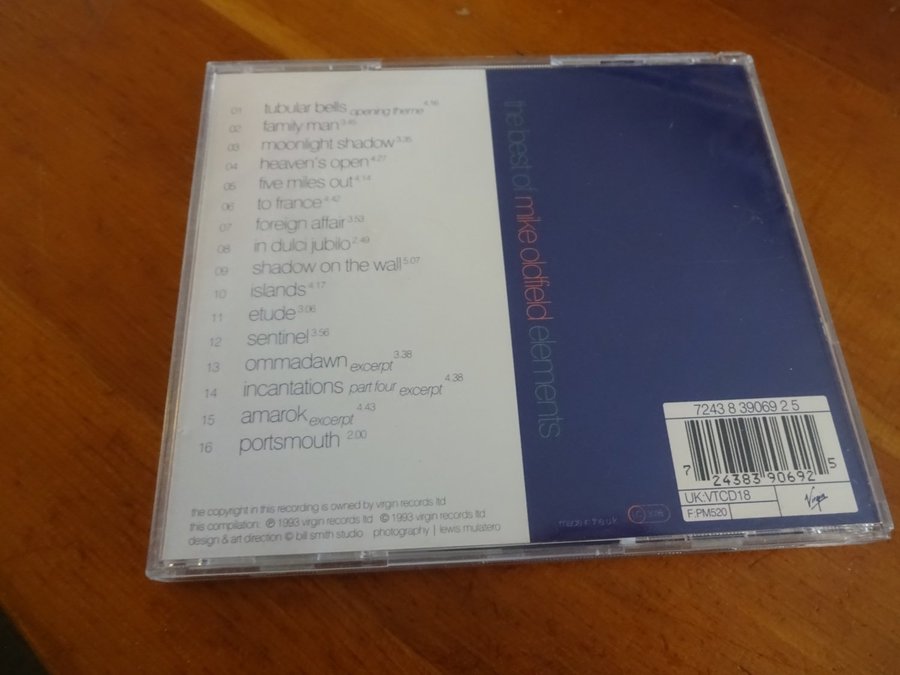 01 tubular bells opening theme 4.16
02 family man 3.45
03 moonlight shadow 3.35
04 heaven's open 4.27
05 five miles out 4.14
06 to france 4.42
07 foreign affair 3.53
08 in dulci jubilo 2.49
09 shadow on the wall 5.07
10 islands 4.17
11 etude 3.06
12 sentinel 3.56
13 ommadawn excerpt 3.38
14 incantations part four excerpt 4.38
15 amarok excerpt 4.43
16 portsmouth 2.00
the copyright in this recording is owned by virgin records ltd
this compilation: ℗ 1993 virgin records ltd © 1993 virgin records ltd
design & art direction © bill smith studio photography | lewis mulatero
the best of mike oldfield elements
made in the uk
7243 8 39069 2 5
7 24383 90692 5
UK:VTCD18
F:PM520
Virgin